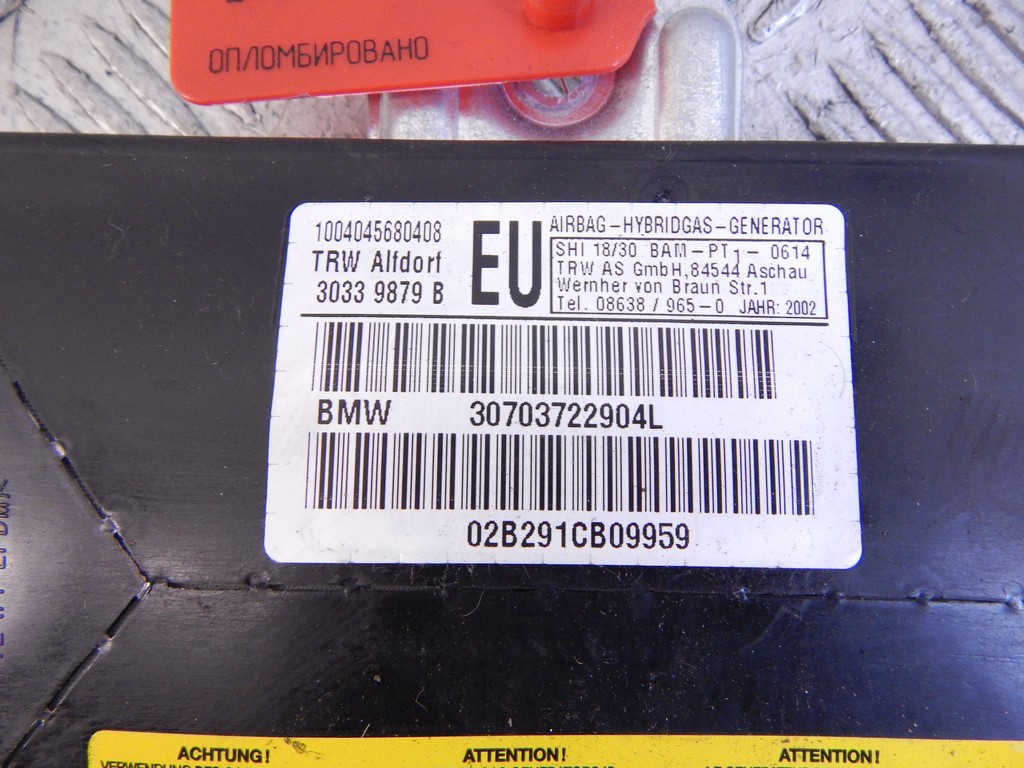 ОПЛОМБИРОВАНО
1004045680408
TRW Alfdorf
3033 9879 B
EU
AIRBAG-HYBRIDGAS-GENERATOR
SHI 18/30 BAM-PT1- 0614
TRW AS GmbH,84544 Aschau
Wernher von Braun Str.1
Tel. 08638 / 965-0 JAHR: 2002
BMW 30703722904L
02B291CB09959
ACHTUNG! ATTENTION! ATTENTION!
VERWENDUNG DES